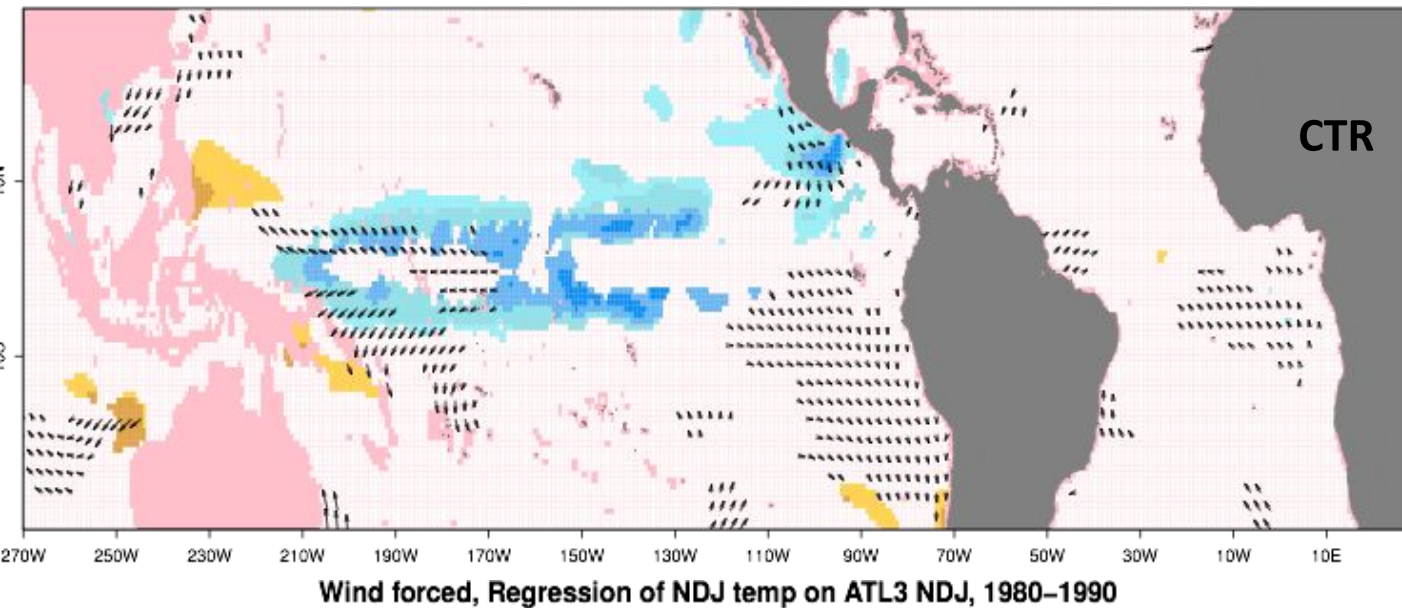 CTR
270W 250W 230W 210W 190W 170W 150W 130W 110W 90W 70W 50W 30W 10W 10E
Wind forced, Regression of NDJ temp on ATL3 NDJ, 1980–1990